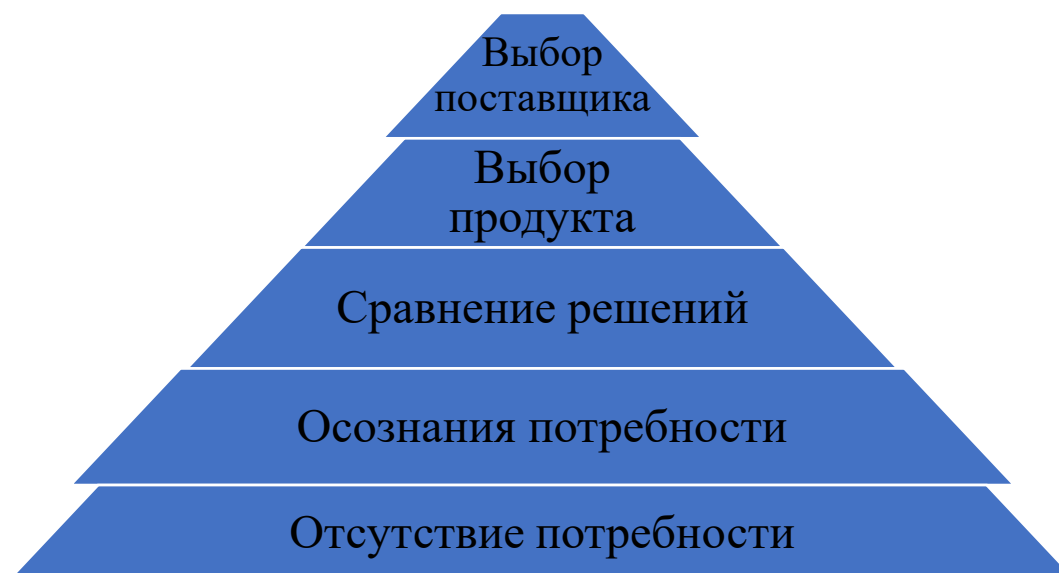 Выбор
поставщика
Выбор
продукта
Сравнение решений
Осознания потребности
Отсутствие потребности